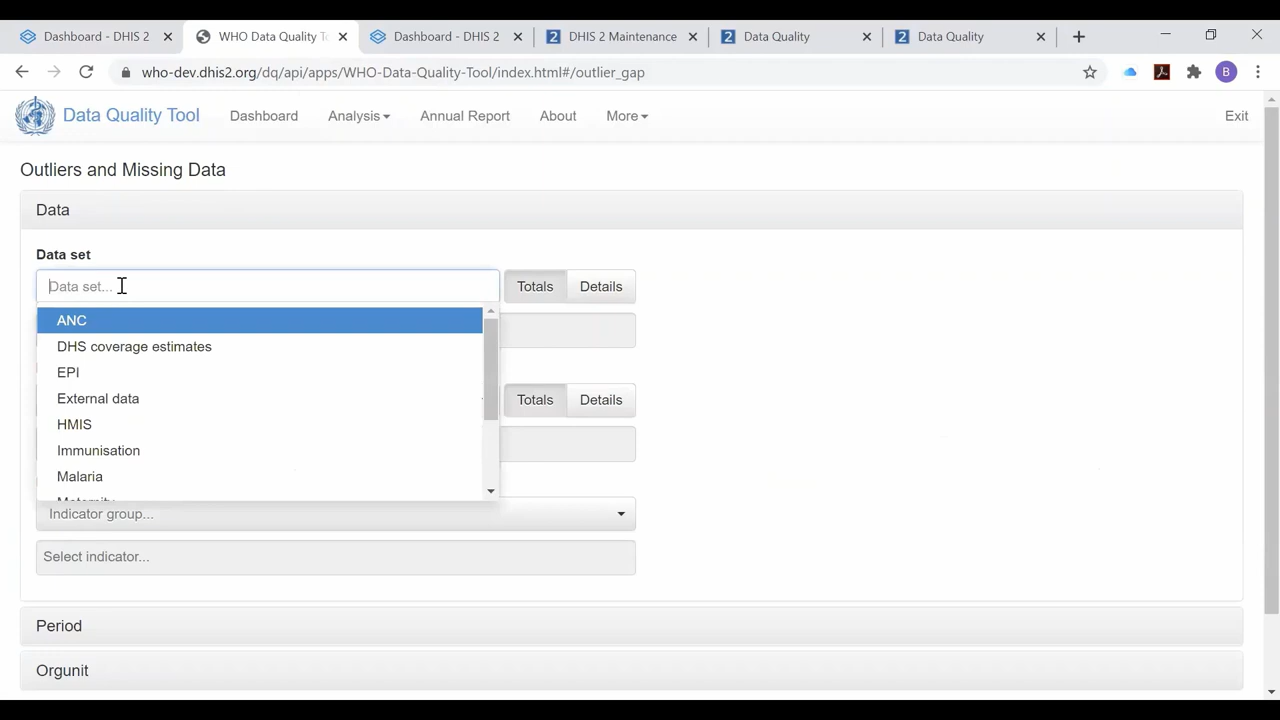 Dashboard - DHIS 2
WHO Data Quality To
Dashboard - DHIS 2
DHIS 2 Maintenance
Data Quality
Data Quality
who-dev.dhis2.org/dq/api/apps/WHO-Data-Quality-Tool/index.html#/outlier_gap
B
Data Quality Tool
Dashboard
Analysis
Annual Report
About
More
Exit
Outliers and Missing Data
Data
Data set
Data set...
Totals
Details
ANC
DHS coverage estimates
EPI
External data
Totals
Details
HMIS
Immunisation
Malaria
Maternity
Indicator group...
Select indicator...
Period
Orgunit